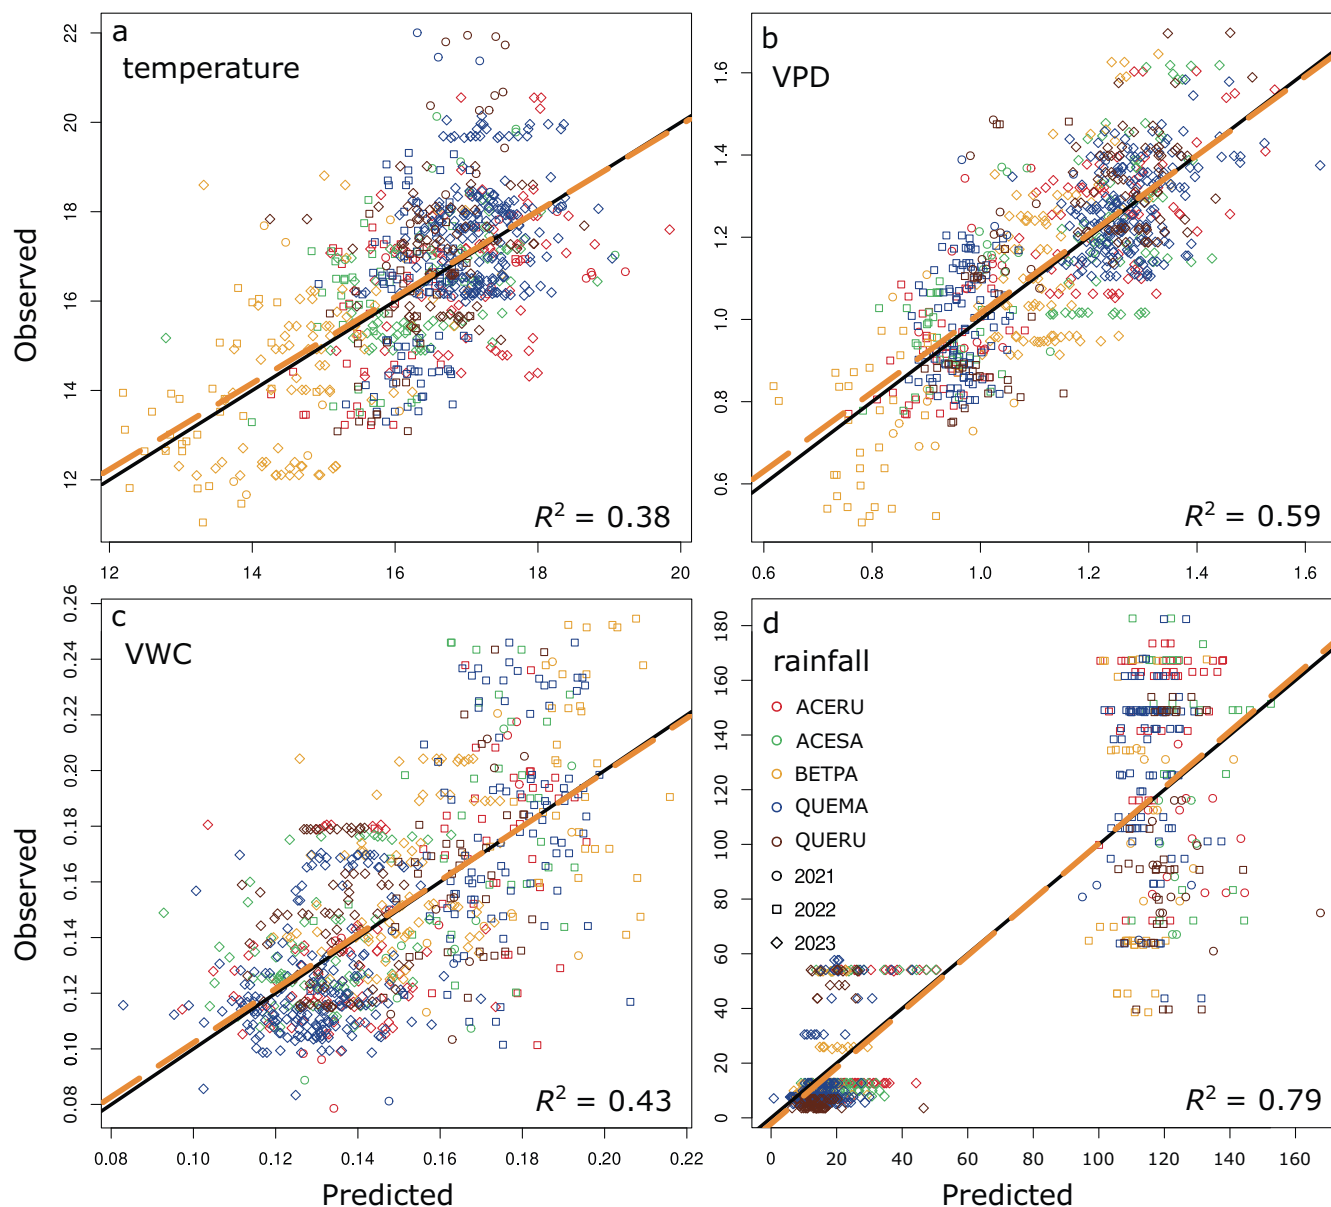 a
temperature
22
20
18
16
14
12
Observed
R² = 0.38
12 14 16 18 20
b
VPD
1.6
1.4
1.2
1.0
0.8
0.6
R² = 0.59
0.6 0.8 1.0 1.2 1.4 1.6
c
VWC
0.26
0.24
0.22
0.20
0.18
0.16
0.14
0.12
0.10
0.08
Observed
R² = 0.43
0.08 0.10 0.12 0.14 0.16 0.18 0.20 0.22
Predicted
d
rainfall
ACERU
ACESA
BETPA
QUEMA
QUERU
2021
2022
2023
180
160
140
120
100
80
60
40
20
0
R² = 0.79
0 20 40 60 80 100 120 140 160
Predicted